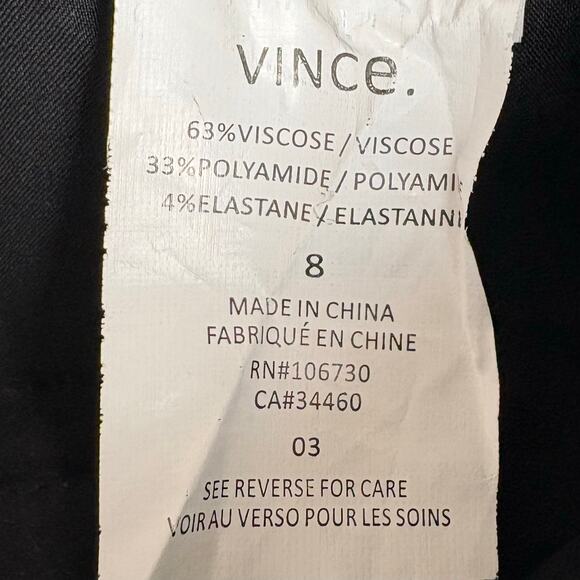 VINCe.
63%VISCOSE/VISCOSE
33%POLYAMIDE/POLYAMI
4%ELASTANE/ELASTANN
8
MADE IN CHINA
FABRIQUÉ EN CHINE
RN#106730
CA#34460
03
SEE REVERSE FOR CARE
VOIR AU VERSO POUR LES SOINS